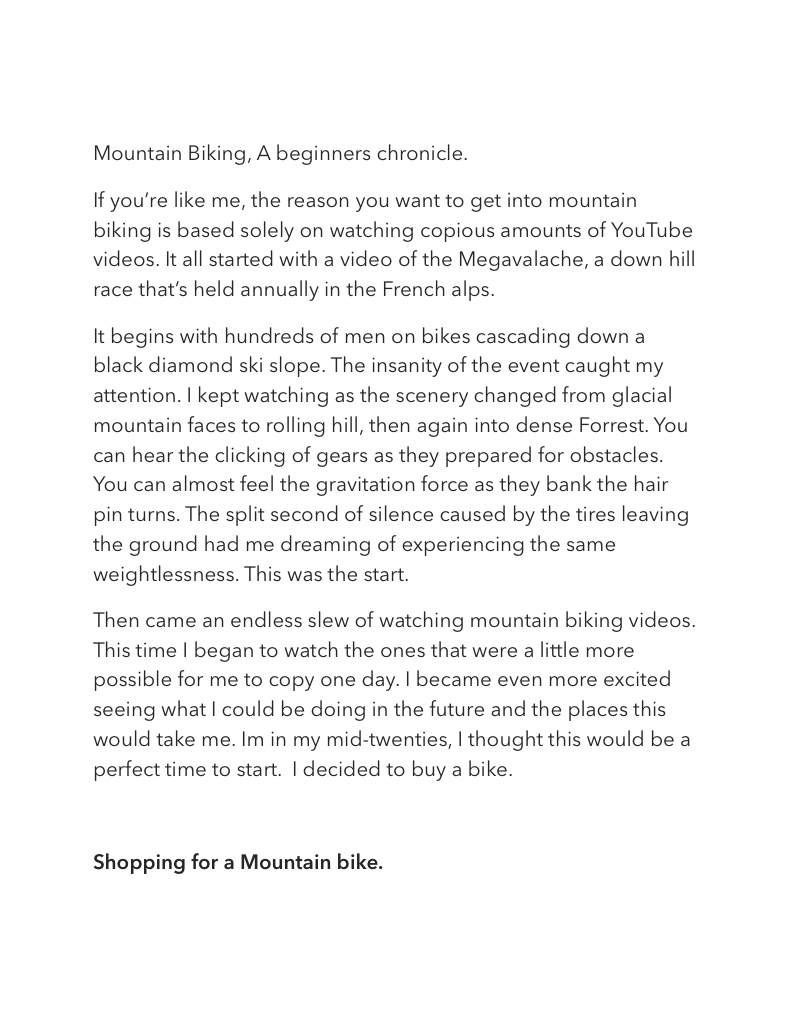 Mountain Biking, A beginners chronicle.
If you’re like me, the reason you want to get into mountain
biking is based solely on watching copious amounts of YouTube
videos. It all started with a video of the Megavalache, a down hill
race that’s held annually in the French alps.
It begins with hundreds of men on bikes cascading down a
black diamond ski slope. The insanity of the event caught my
attention. I kept watching as the scenery changed from glacial
mountain faces to rolling hill, then again into dense Forrest. You
can hear the clicking of gears as they prepared for obstacles.
You can almost feel the gravitation force as they bank the hair
pin turns. The split second of silence caused by the tires leaving
the ground had me dreaming of experiencing the same
weightlessness. This was the start.
Then came an endless slew of watching mountain biking videos.
This time I began to watch the ones that were a little more
possible for me to copy one day. I became even more excited
seeing what I could be doing in the future and the places this
would take me. Im in my mid-twenties, I thought this would be a
perfect time to start.  I decided to buy a bike.
Shopping for a Mountain bike.